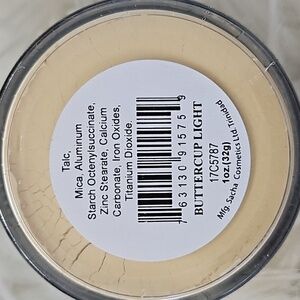 Talc,
Mica, Aluminum
Starch Octenylsuccinate,
Zinc Stearate, Calcium
Carbonate, Iron Oxides,
Titanium Dioxide.
7 63130 91575 9
BUTTERCUP LIGHT
17C5787
oz.(32g)
Mfg. Sacha Cosmetics Ltd. Trinidad